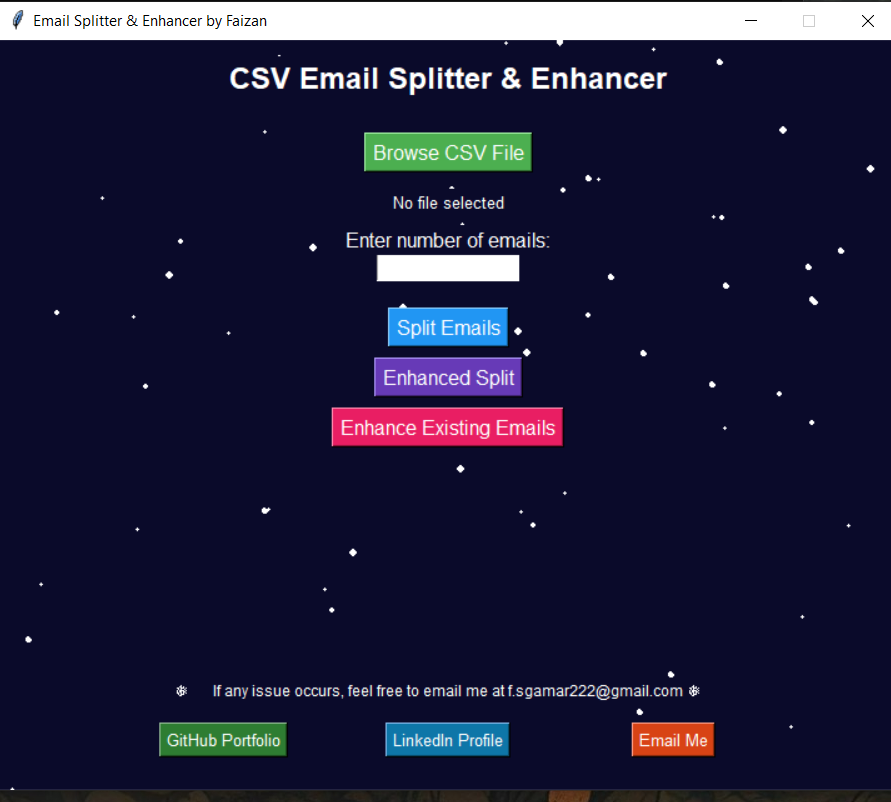 Email Splitter & Enhancer by Faizan
CSV Email Splitter & Enhancer
Browse CSV File
No file selected
Enter number of emails:
Split Emails
Enhanced Split
Enhance Existing Emails
If any issue occurs, feel free to email me at f.sgamar222@gmail.com
GitHub Portfolio
LinkedIn Profile
Email Me